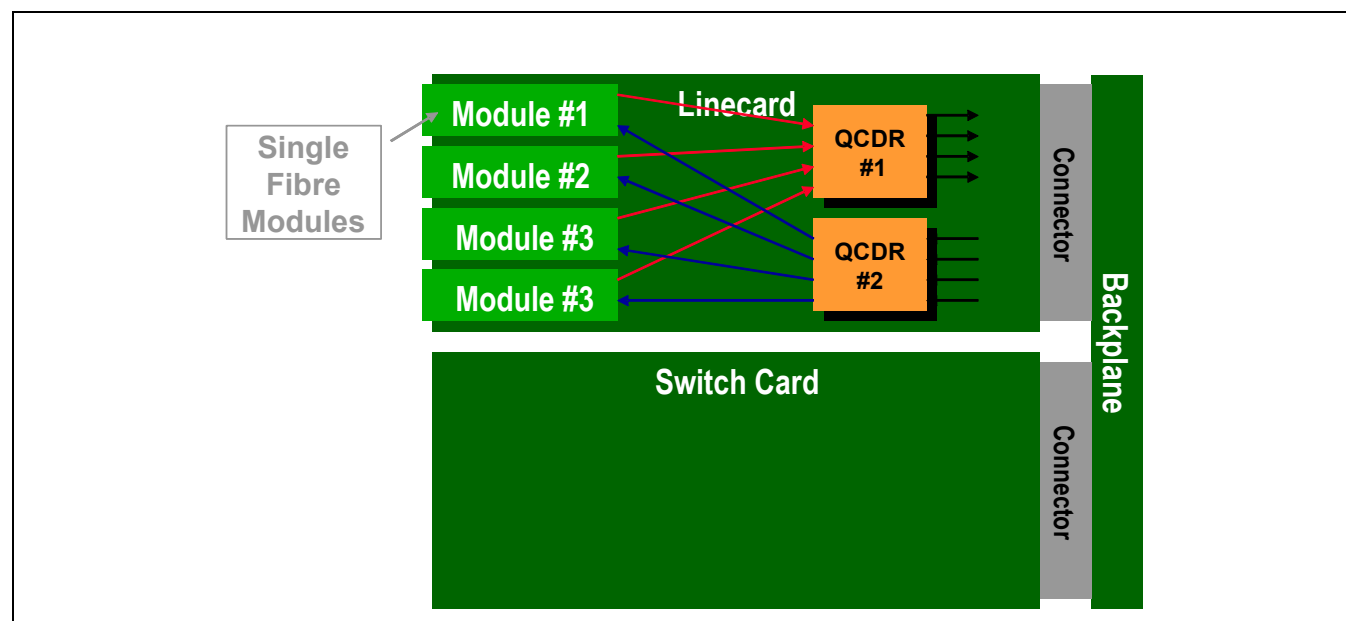 Linecard
Single
Fibre
Modules
Module #1
Module #2
Module #3
Module #3
QCDR
#1
QCDR
#2
Connector
Backplane
Switch Card
Connector